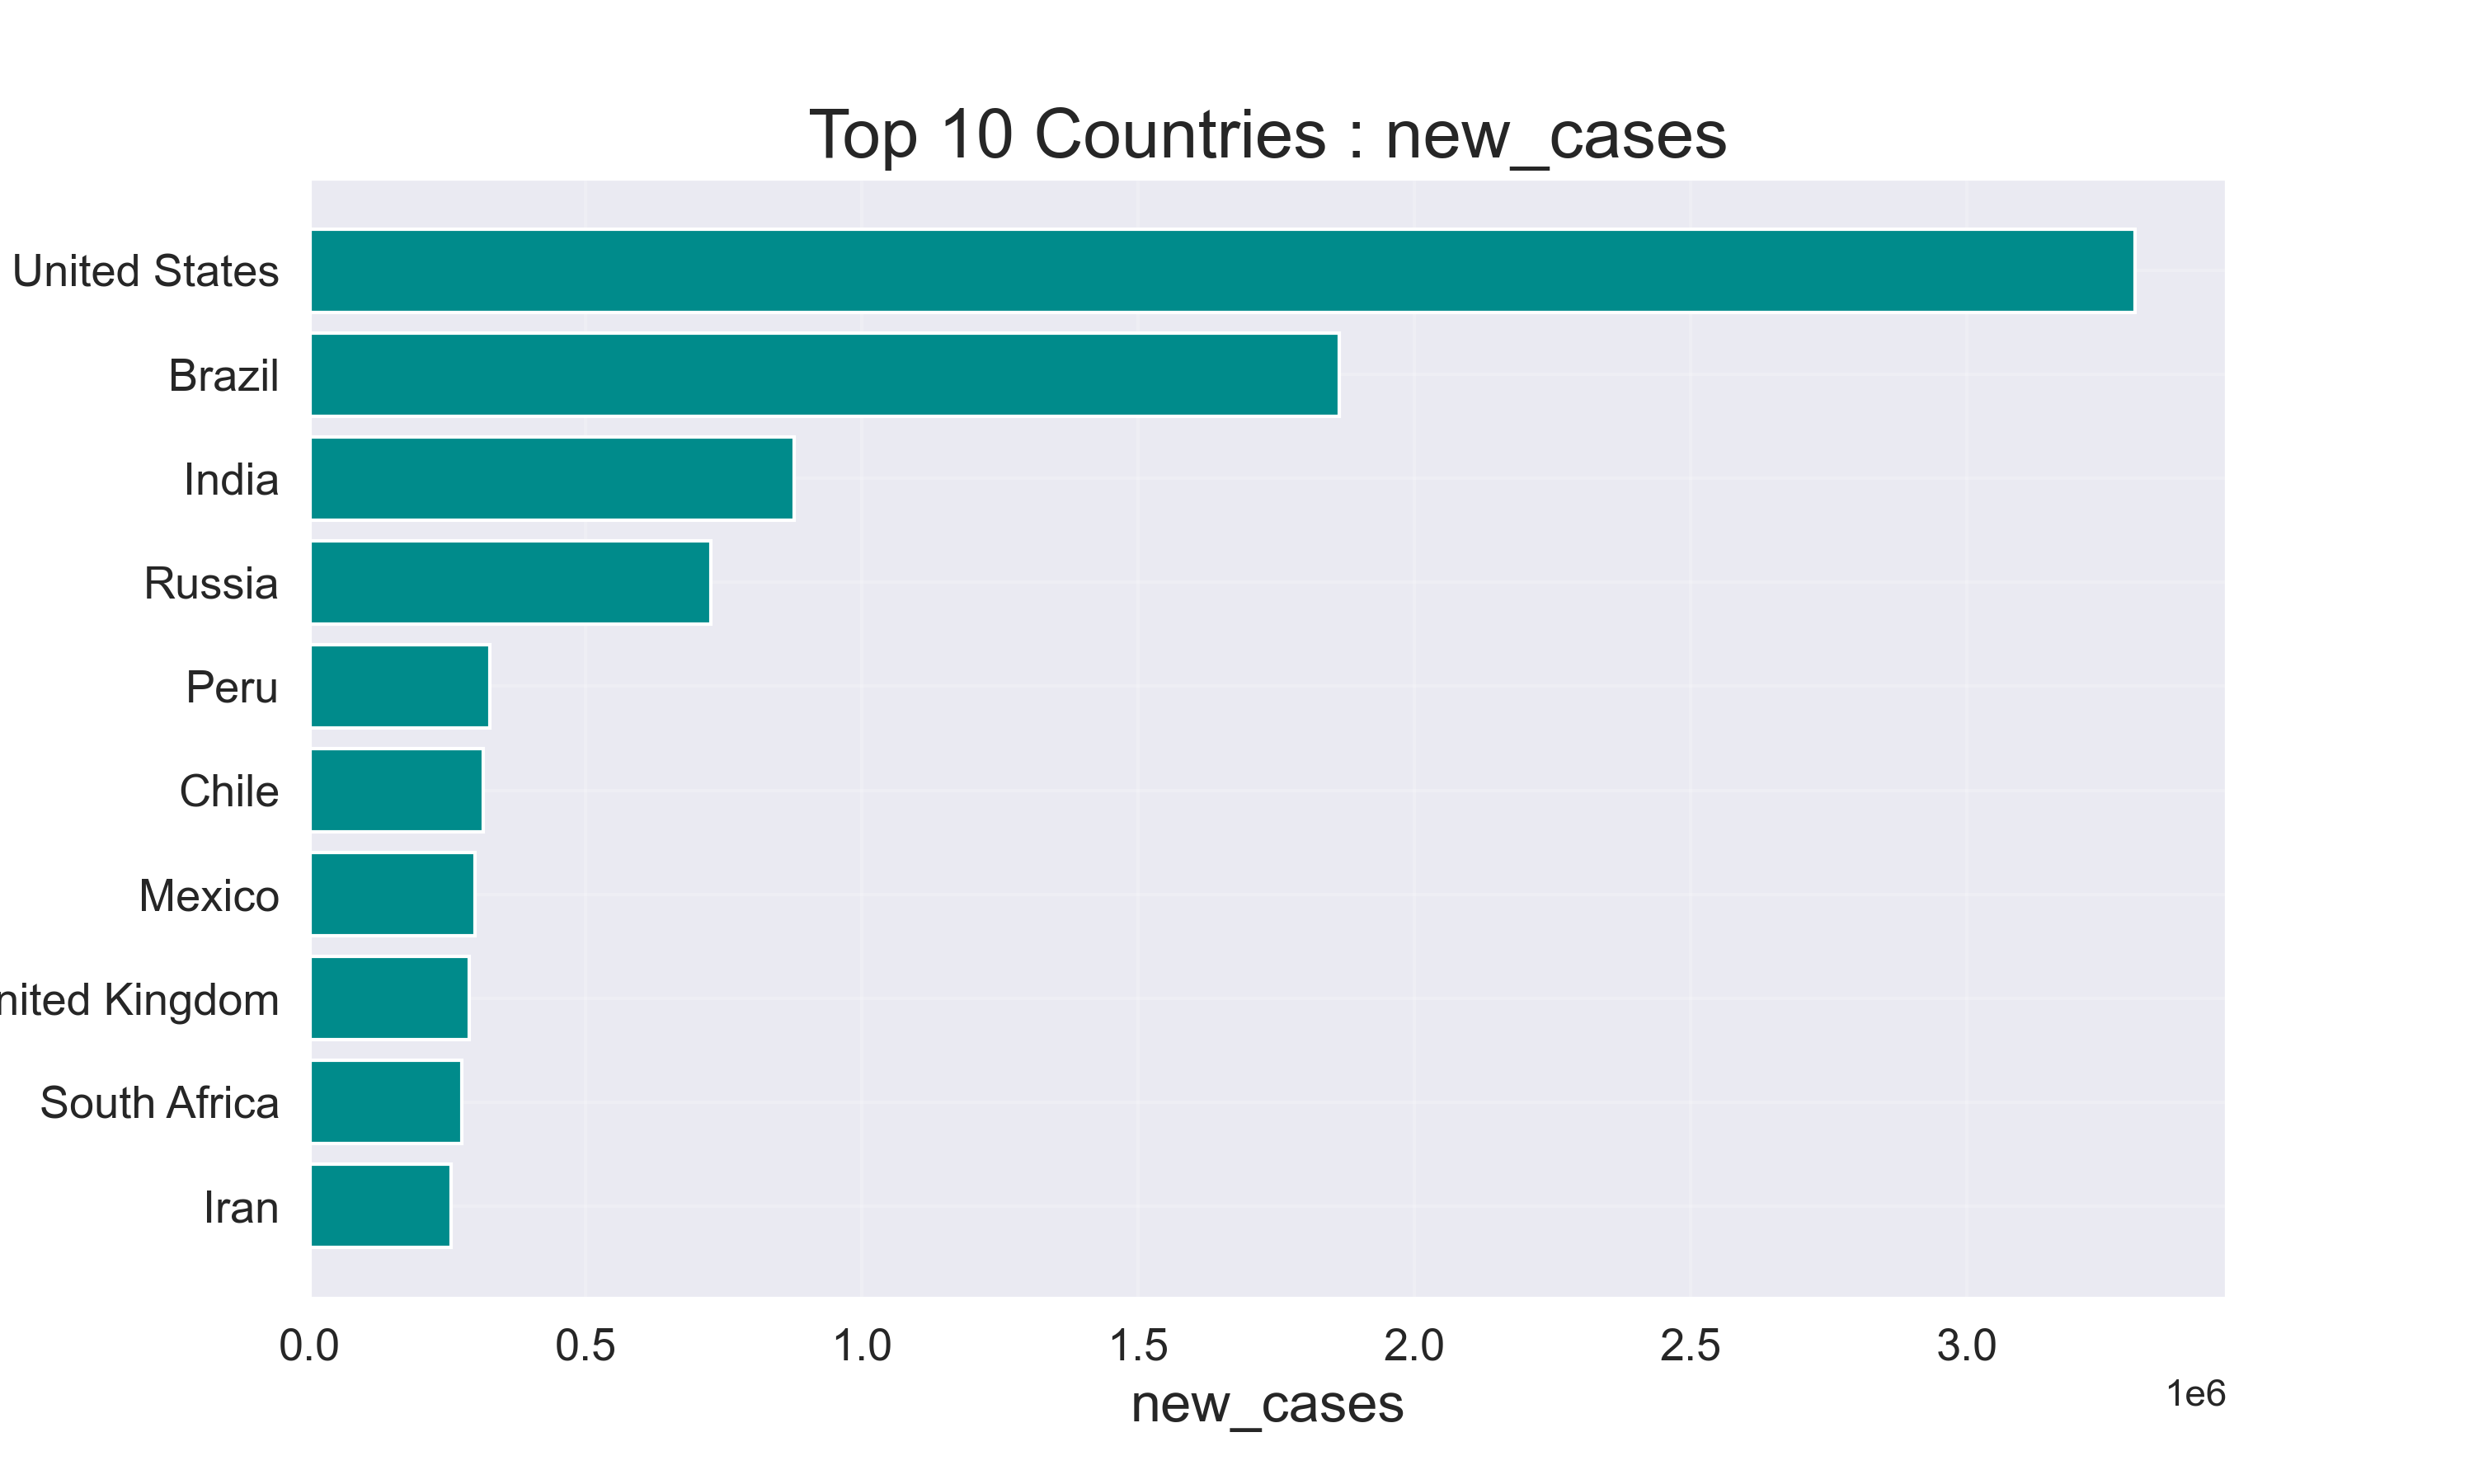 Top 10 Countries : new_cases
United States
Brazil
India
Russia
Peru
Chile
Mexico
nited Kingdom
South Africa
Iran
0.0 0.5 1.0 1.5 2.0 2.5 3.0
1e6
new_cases